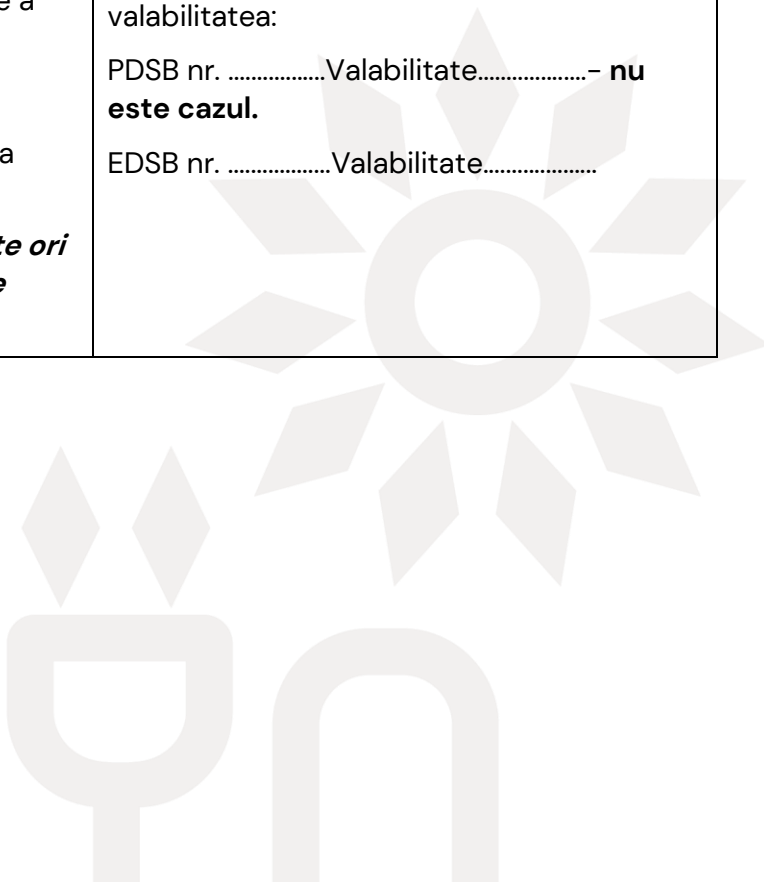 e a
valabilitatea:
PDSB nr. .................Valabilitate...................– nu
este cazul.
a
EDSB nr. ..................Valabilitate....................
te ori
e